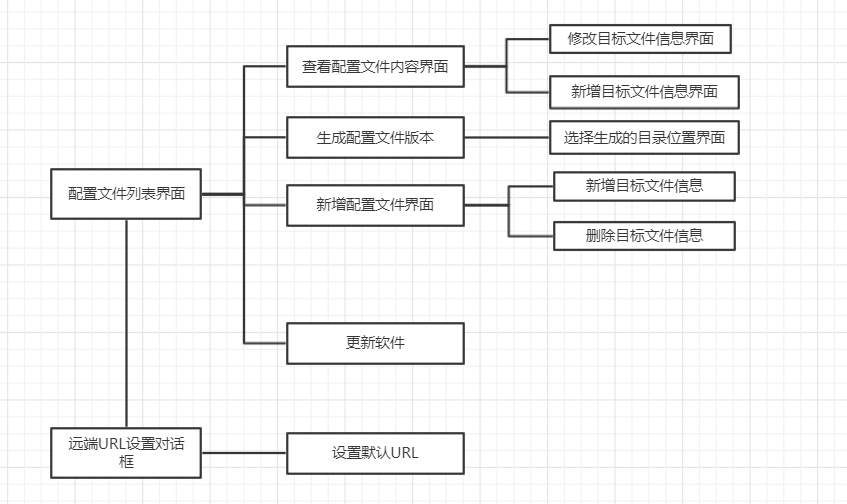 修改目标文件信息界面
查看配置文件内容界面
新增目标文件信息界面
生成配置文件版本
选择生成的目录位置界面
配置文件列表界面
新增配置文件界面
新增目标文件信息
删除目标文件信息
更新软件
远端URL设置对话
框
设置默认URL